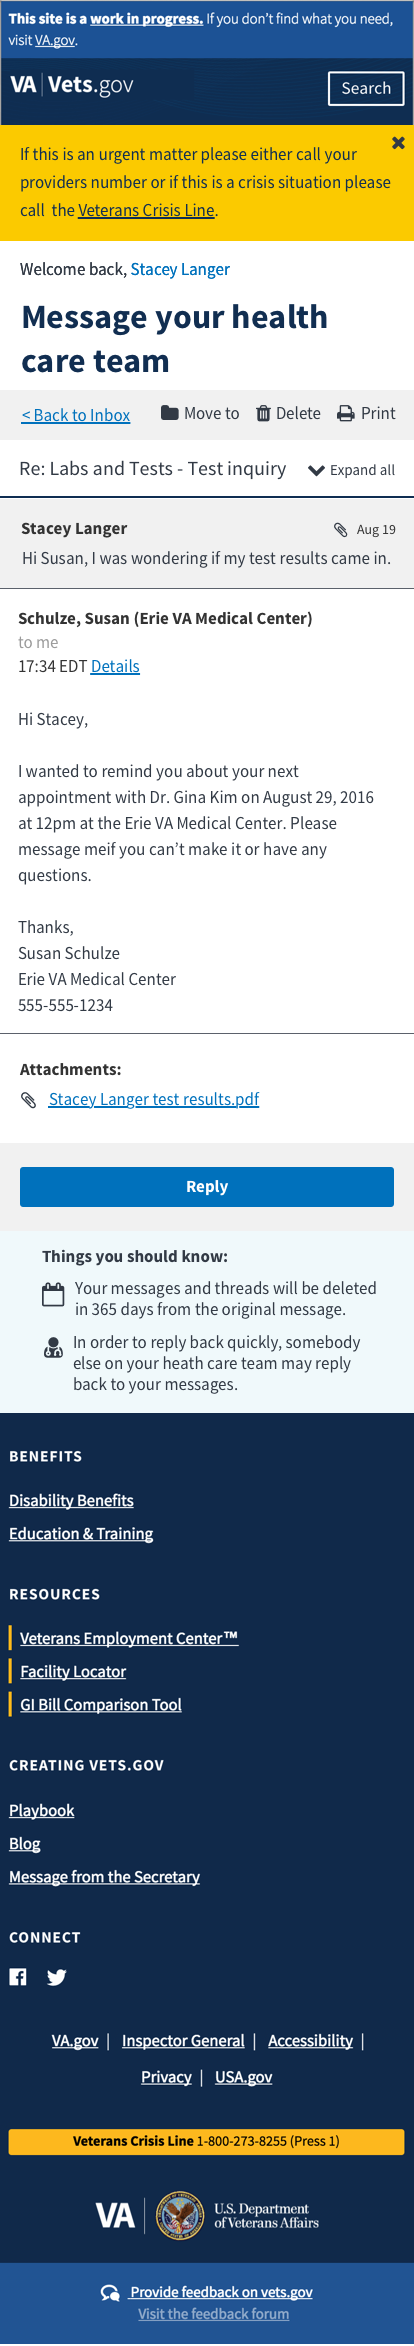 This site is a work in progress. If you don't find what you need,
visit VA.gov.
VA | Vets.gov
Search
If this is an urgent matter please either call your
providers number or if this is a crisis situation please
call the Veterans Crisis Line.
Welcome back, Stacey Langer
Message your health
care team
< Back to Inbox Move to Delete Print
Re: Labs and Tests - Test inquiry Expand all
Stacey Langer Aug 19
Hi Susan, I was wondering if my test results came in.
Schulze, Susan (Erie VA Medical Center)
to me
17:34 EDT Details
Hi Stacey,
I wanted to remind you about your next
appointment with Dr. Gina Kim on August 29, 2016
at 12pm at the Erie VA Medical Center. Please
message meif you can't make it or have any
questions.
Thanks,
Susan Schulze
Erie VA Medical Center
555-555-1234
Attachments:
Stacey Langer test results.pdf
Reply
Things you should know:
Your messages and threads will be deleted
in 365 days from the original message.
In order to reply back quickly, somebody
else on your heath care team may reply
back to your messages.
BENEFITS
Disability Benefits
Education & Training
RESOURCES
Veterans Employment Center™
Facility Locator
GI Bill Comparison Tool
CREATING VETS.GOV
Playbook
Blog
Message from the Secretary
CONNECT
VA.gov | Inspector General | Accessibility |
Privacy | USA.gov
Veterans Crisis Line 1-800-273-8255 (Press 1)
VA | U.S. Department
of Veterans Affairs
Provide feedback on vets.gov
Visit the feedback forum